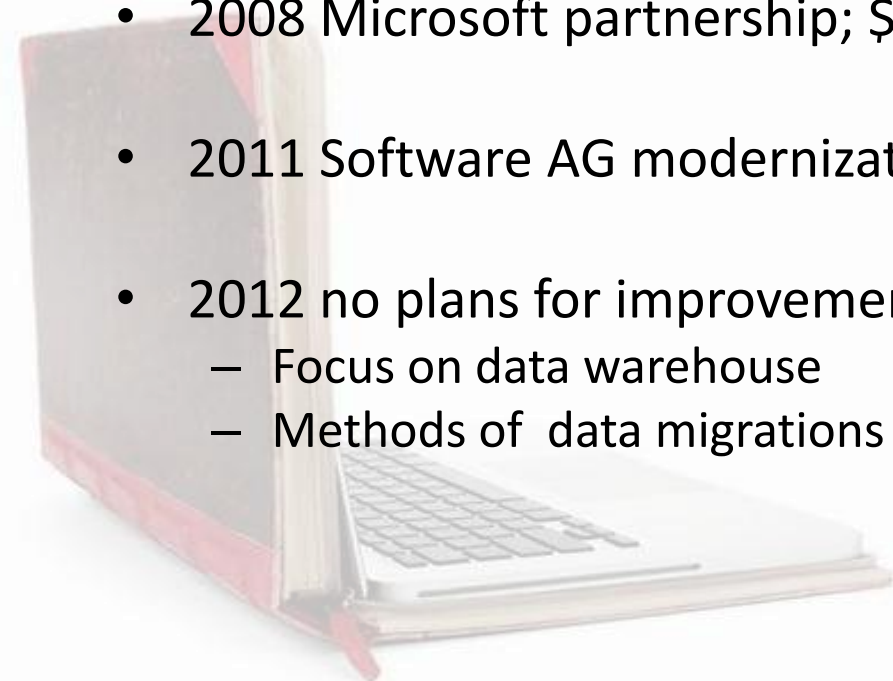 • 2008 Microsoft partnership; $
• 2011 Software AG modernizat
• 2012 no plans for improvemen
– Focus on data warehouse
– Methods of  data migrations